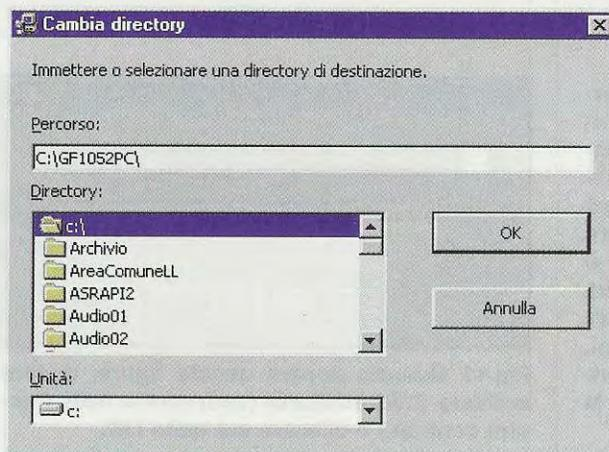 Cambia directory
Immettere o selezionare una directory di destinazione.
Percorso:
C:\GF1052PC\
Directory:
c:\
Archivio
AreaComuneLL
ASRAPI2
Audio01
Audio02
OK
Annulla
Unità:
c: